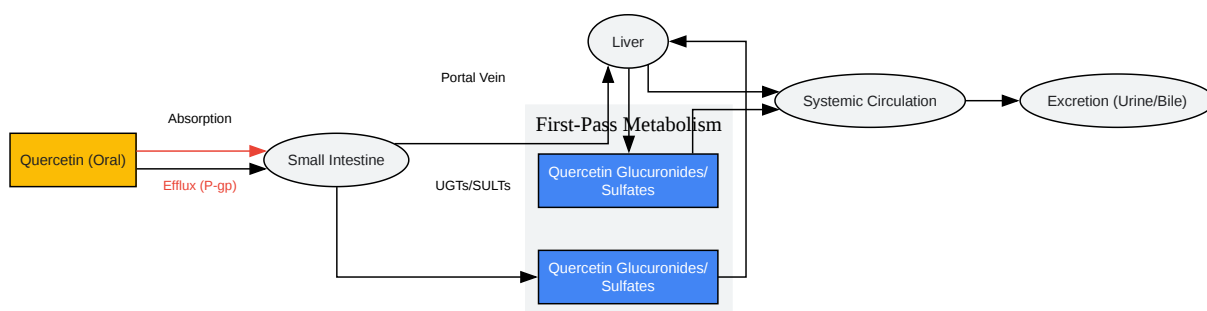 Liver
Portal Vein
Systemic Circulation
Excretion (Urine/Bile)
Absorption
First-Pass Metabolism
Quercetin (Oral)
Small Intestine
Efflux (P-gp)
UGTs/SULTs
Quercetin Glucuronides/
Sulfates
Quercetin Glucuronides/
Sulfates